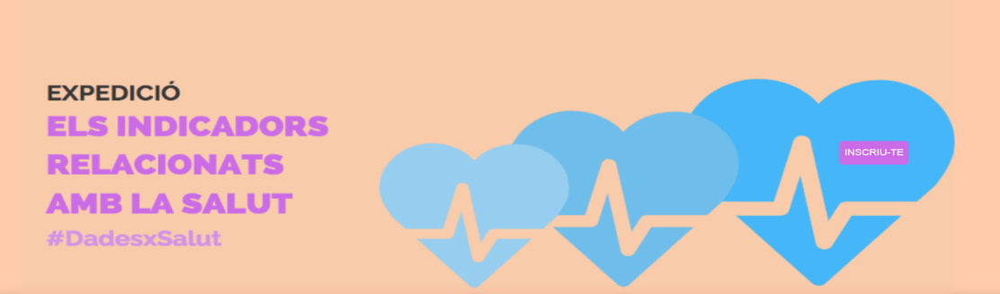 EXPEDICIÓ
ELS INDICADORS
RELACIONATS
AMB LA SALUT
#DadesxSalut
INSCRIU-TE